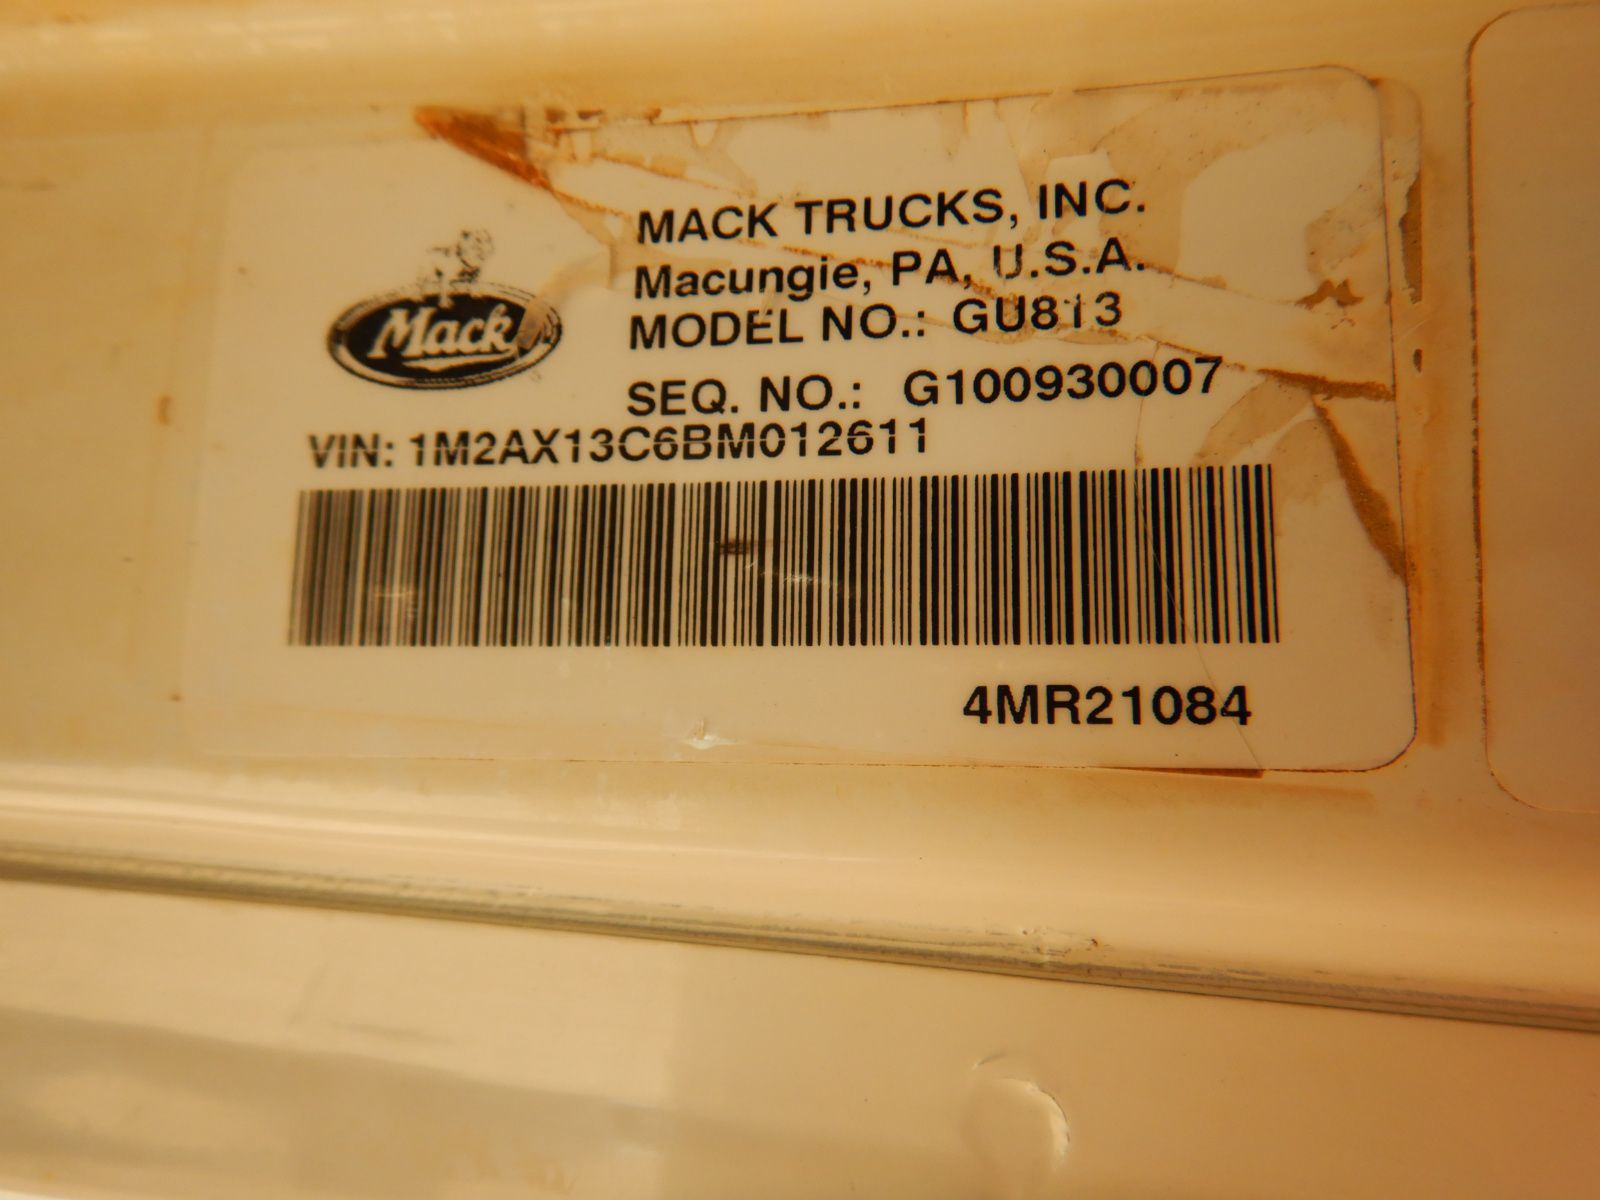 MACK TRUCKS, INC.
Macungie, PA, U.S.A.
MODEL NO.: GU813
Mack
SEQ. NO.: G100930007
VIN: 1M2AX13C6BM012611
4MR21084